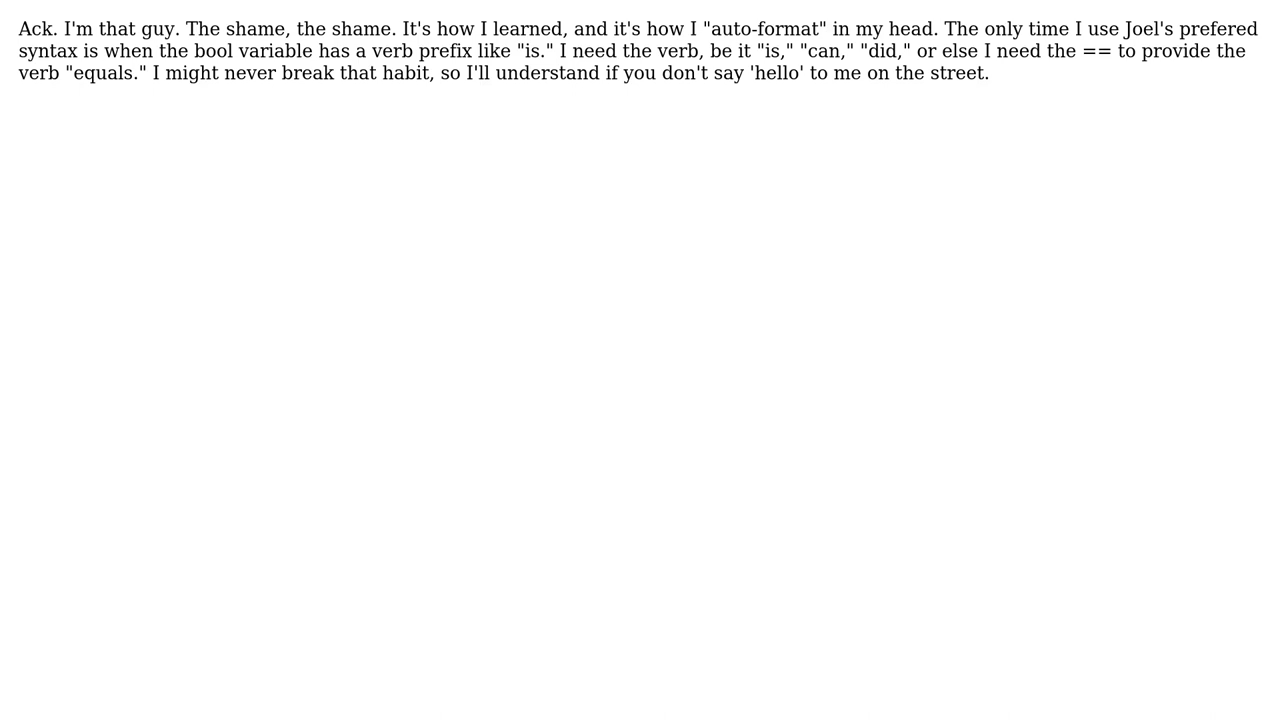 Ack. I'm that guy. The shame, the shame. It's how I learned, and it's how I "auto-format" in my head. The only time I use Joel's prefered
syntax is when the bool variable has a verb prefix like "is." I need the verb, be it "is," "can," "did," or else I need the == to provide the
verb "equals." I might never break that habit, so I'll understand if you don't say 'hello' to me on the street.